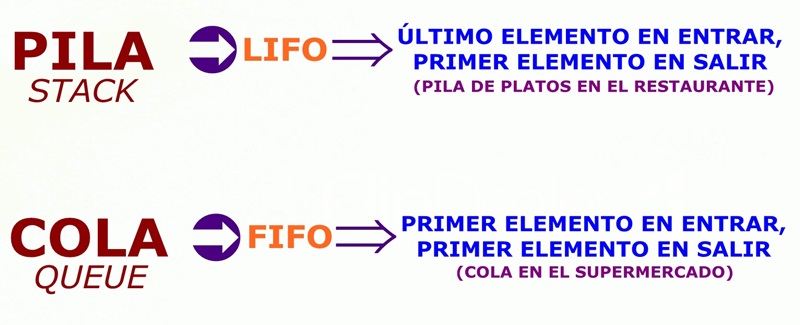 PILA
STACK
LIFO
ÚLTIMO ELEMENTO EN ENTRAR,
PRIMER ELEMENTO EN SALIR
(PILA DE PLATOS EN EL RESTAURANTE)
COLA
QUEUE
FIFO
PRIMER ELEMENTO EN ENTRAR,
PRIMER ELEMENTO EN SALIR
(COLA EN EL SUPERMERCADO)